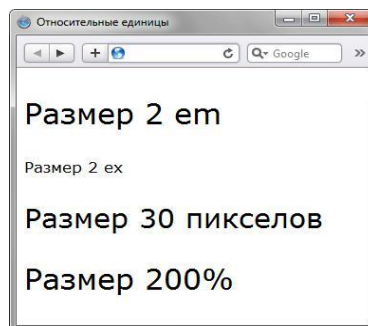 Относительные единицы
Google
Размер 2 em
Размер 2 ex
Размер 30 пикселов
Размер 200%